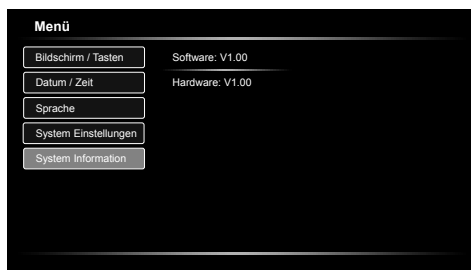 Menü
Bildschirm / Tasten
Software: V1.00
Datum / Zeit
Hardware: V1.00
Sprache
System Einstellungen
System Information